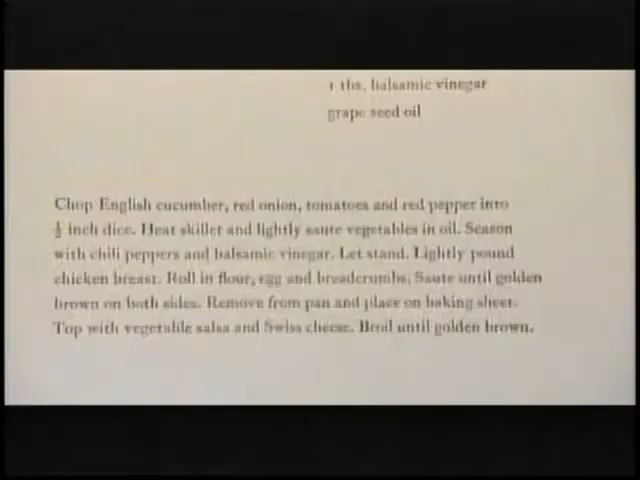 1 tbs. balsamic vinegar
grape seed oil
Chop English cucumber, red onion, tomatoes and red pepper into
½ inch dice. Heat skillet and lightly saute vegetables in oil. Season
with chili peppers and balsamic vinegar. Let stand. Lightly pound
chicken breast. Roll in flour, egg and breadcrumbs. Saute until golden
brown on both sides. Remove from pan and place on baking sheet.
Top with vegetable salsa and Swiss cheese. Broil until golden brown.